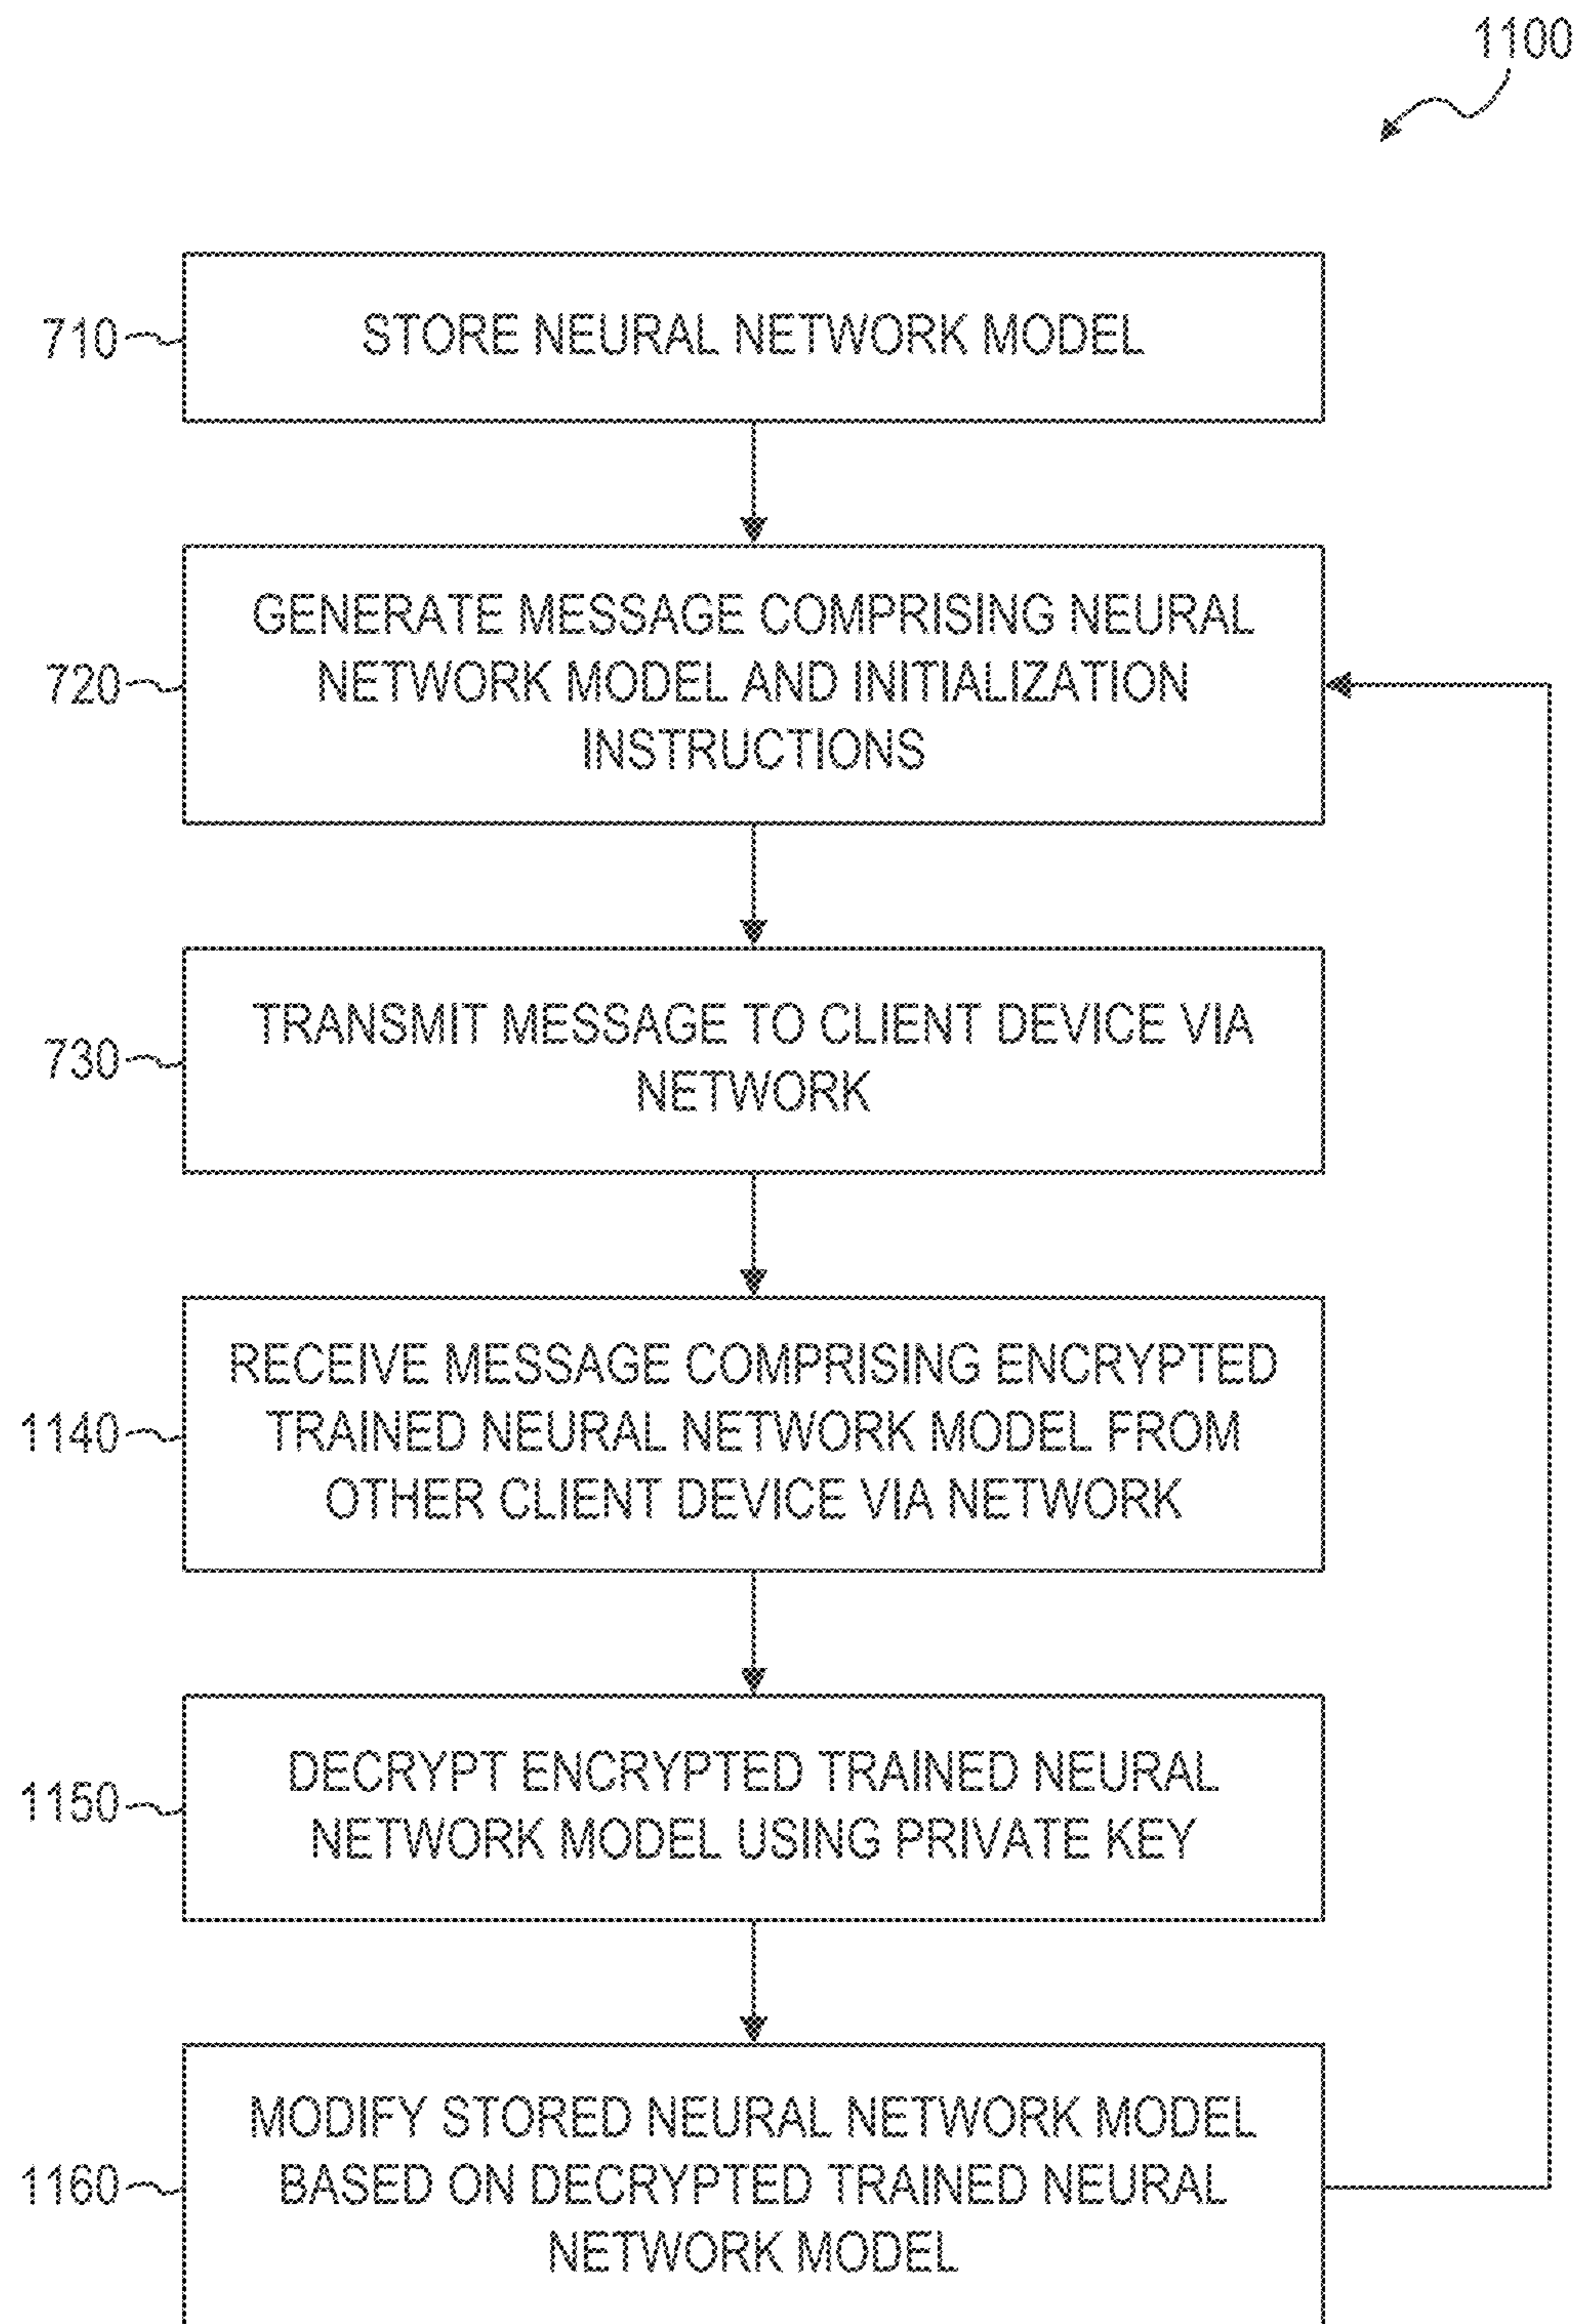 1100
710
STORE NEURAL NETWORK MODEL
720
GENERATE MESSAGE COMPRISING NEURAL
NETWORK MODEL AND INITIALIZATION
INSTRUCTIONS
730
TRANSMIT MESSAGE TO CLIENT DEVICE VIA
NETWORK
1140
RECEIVE MESSAGE COMPRISING ENCRYPTED
TRAINED NEURAL NETWORK MODEL FROM
OTHER CLIENT DEVICE VIA NETWORK
1150
DECRYPT ENCRYPTED TRAINED NEURAL
NETWORK MODEL USING PRIVATE KEY
1160
MODIFY STORED NEURAL NETWORK MODEL
BASED ON DECRYPTED TRAINED NEURAL
NETWORK MODEL